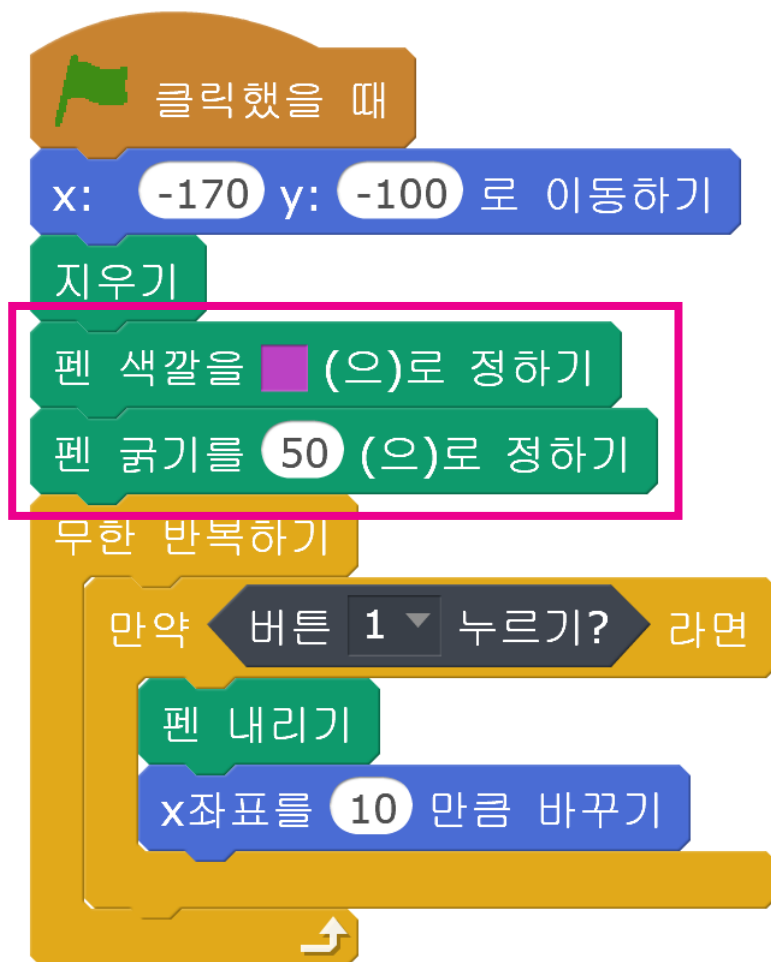 클릭했을 때
x: -170 y: -100 로 이동하기
지우기
펜 색깔을 (으)로 정하기
펜 굵기를 50 (으)로 정하기
무한 반복하기
만약 버튼 1 누르기? 라면
펜 내리기
x좌표를 10 만큼 바꾸기